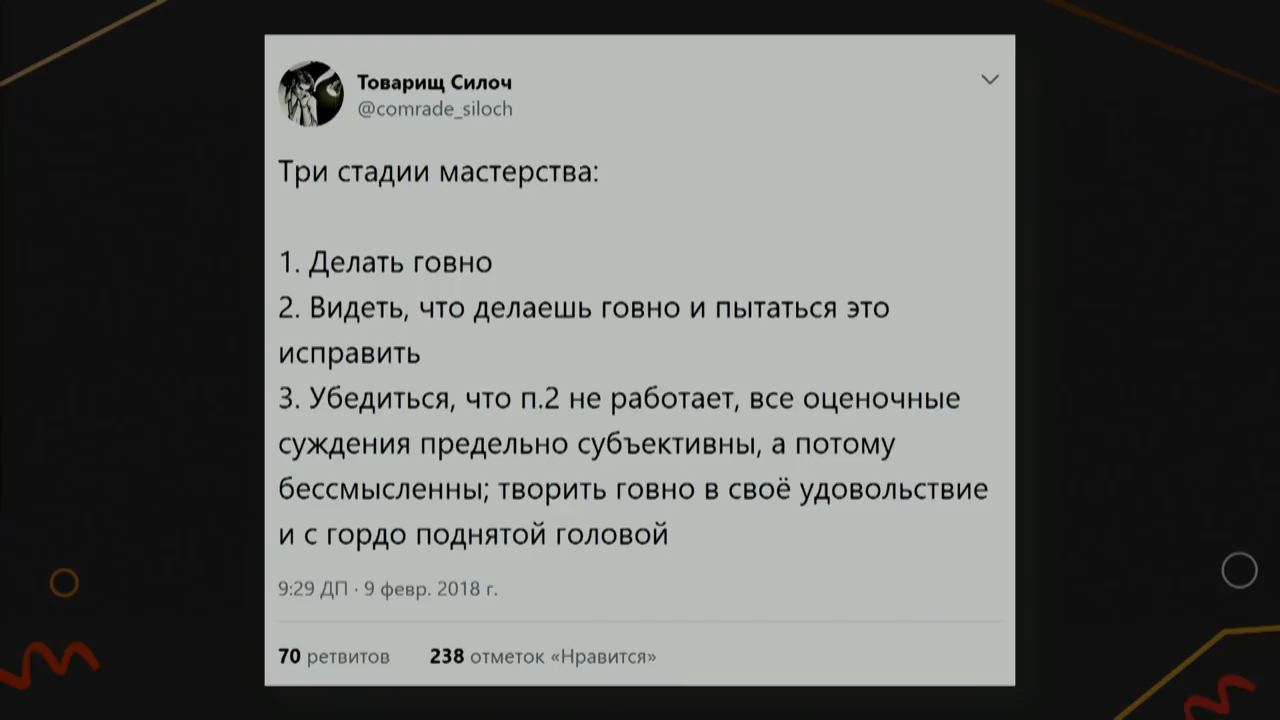 Товарищ Силоч
@comrade_siloch
Три стадии мастерства:
1. Делать говно
2. Видеть, что делаешь говно и пытаться это
исправить
3. Убедиться, что п.2 не работает, все оценочные
суждения предельно субъективны, а потому
бессмысленны; творить говно в своё удовольствие
и с гордо поднятой головой
9:29 ДП · 9 февр. 2018 г.
70 ретвитов 238 отметок «Нравится»